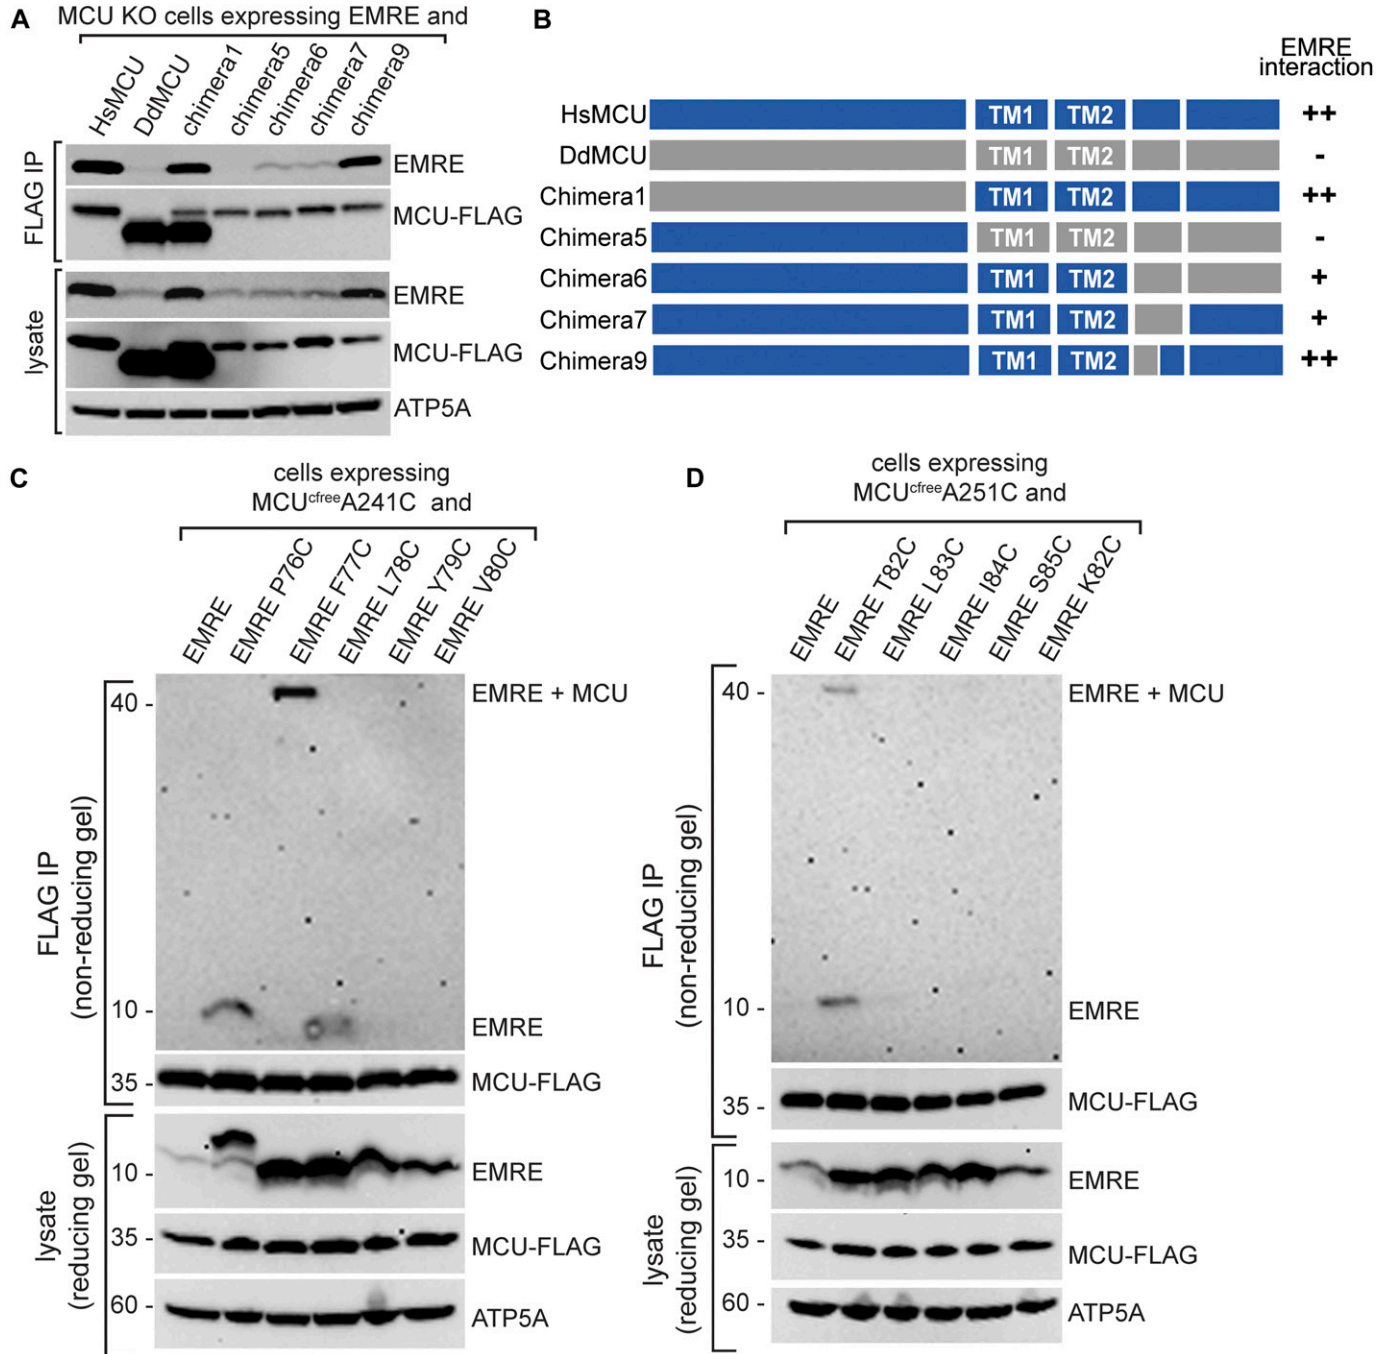 A
MCU KO cells expressing EMRE and
HsMCU
DdMCU
chimera1
chimera5
chimera6
chimera7
chimera9
FLAG IP
EMRE
MCU-FLAG
lysate
EMRE
MCU-FLAG
ATP5A
B
EMRE
interaction
HsMCU TM1 TM2 ++
DdMCU TM1 TM2 -
Chimera1 TM1 TM2 ++
Chimera5 TM1 TM2 -
Chimera6 TM1 TM2 +
Chimera7 TM1 TM2 +
Chimera9 TM1 TM2 ++
C
cells expressing
MCUcfreeA241C and
EMRE
EMRE P76C
EMRE F77C
EMRE L78C
EMRE Y79C
EMRE V80C
FLAG IP
(non-reducing gel)
40 - EMRE + MCU
10 -
EMRE
35 - MCU-FLAG
lysate
(reducing gel)
10 - EMRE
35 - MCU-FLAG
60 - ATP5A
D
cells expressing
MCUcfreeA251C and
EMRE
EMRE T82C
EMRE L83C
EMRE I84C
EMRE S85C
EMRE K82C
FLAG IP
(non-reducing gel)
40 - EMRE + MCU
10 - EMRE
35 - MCU-FLAG
lysate
(reducing gel)
10 - EMRE
35 - MCU-FLAG
60 - ATP5A